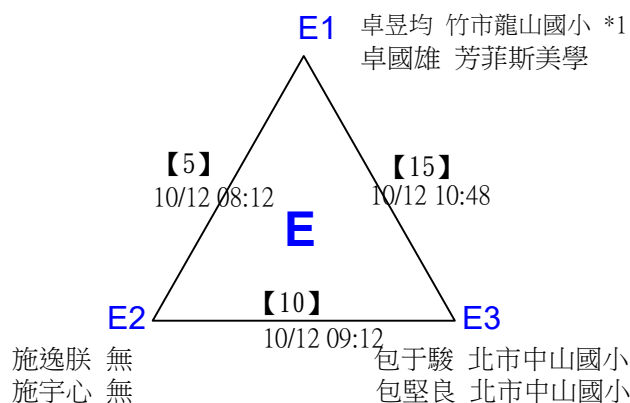 E1 卓昱均 竹市龍山國小 *1
卓國雄 芳菲斯美學
【5】
10/12 08:12
【15】
10/12 10:48
E
【10】
10/12 09:12
E2
E3
施逸朕 無
施宇心 無
包于駿 北市中山國小
包堅良 北市中山國小